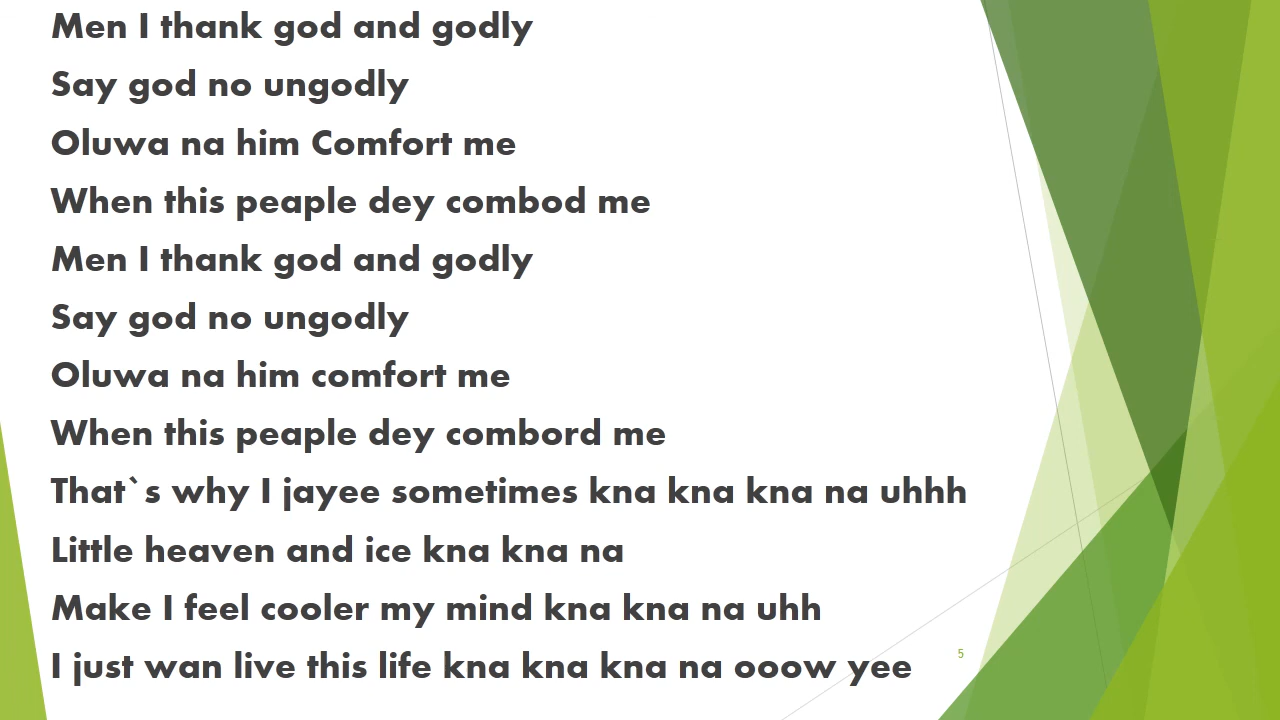 Men I thank god and godly
Say god no ungodly
Oluwa na him Comfort me
When this peaple dey combod me
Men I thank god and godly
Say god no ungodly
Oluwa na him comfort me
When this peaple dey combord me
That`s why I jayee sometimes kna kna kna na uhhh
Little heaven and ice kna kna na
Make I feel cooler my mind kna kna na uhh
I just wan live this life kna kna kna na ooow yee
5